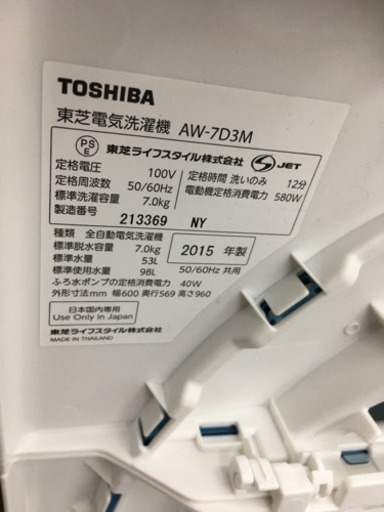 TOSHIBA
東芝電気洗濯機 AW-7D3M
PS E 東芝ライフスタイル株式会社 JET
定格電圧 100V 定格時間 洗いのみ 12分
定格周波数 50/60Hz 電動機定格消費電力 580W
標準洗濯容量 7.0kg
製造番号 213369 NY
種類 全自動電気洗濯機
標準脱水容量 7.0kg 2015 年製
標準水量 53L
標準使用水量 98L 50/60Hz 共用
ふろ水ポンプの定格消費電力 40W
外形寸法mm 幅600 奥行569 高さ960
日本国内専用
Use Only in Japan
東芝ライフスタイル株式会社
MADE IN THAILAND